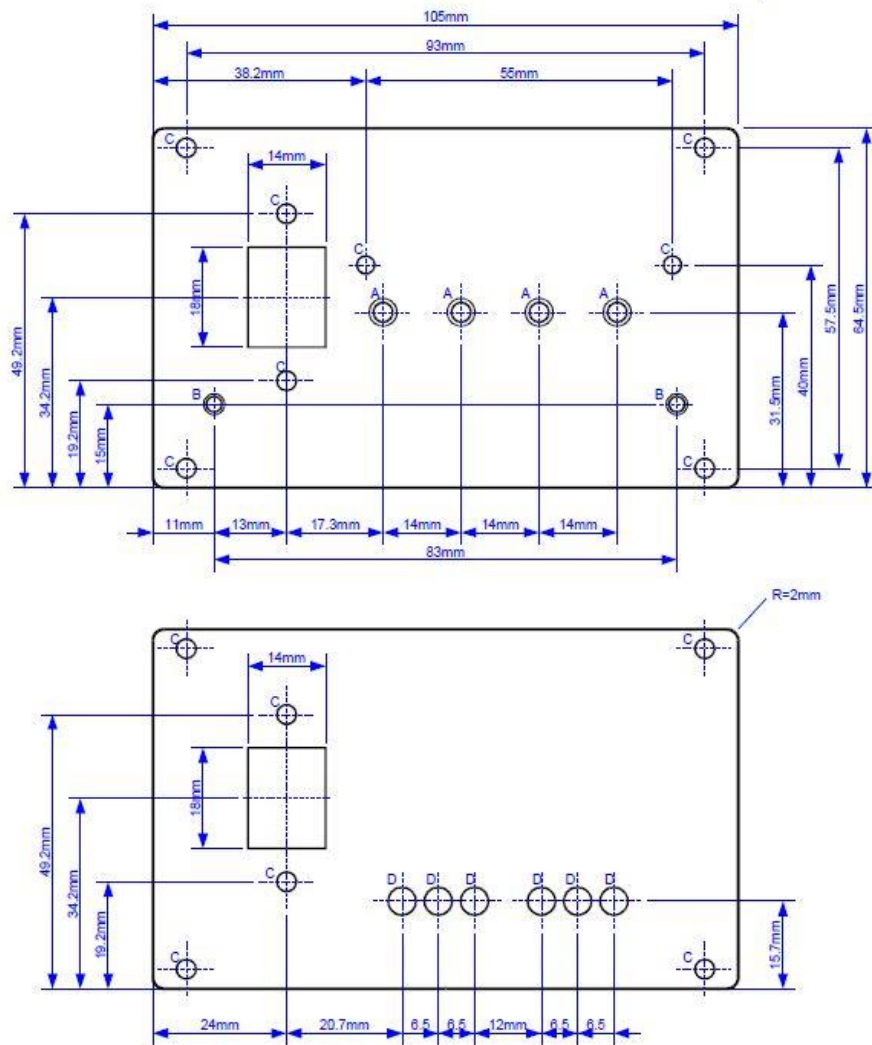 105mm
93mm
38.2mm 55mm
C C
14mm
C
C C
A A A A
18mm
C
B B
C C
49.2mm
34.2mm
19.2mm
15mm
31.5mm
40mm
57.5mm
64.5mm
11mm 13mm 17.3mm 14mm 14mm 14mm
83mm
R=2mm
C C
14mm
C
18mm
C
D D D D D D
C C
49.2mm
34.2mm
19.2mm
15.7mm
24mm 20.7mm 6.5 6.5 12mm 6.5 6.5